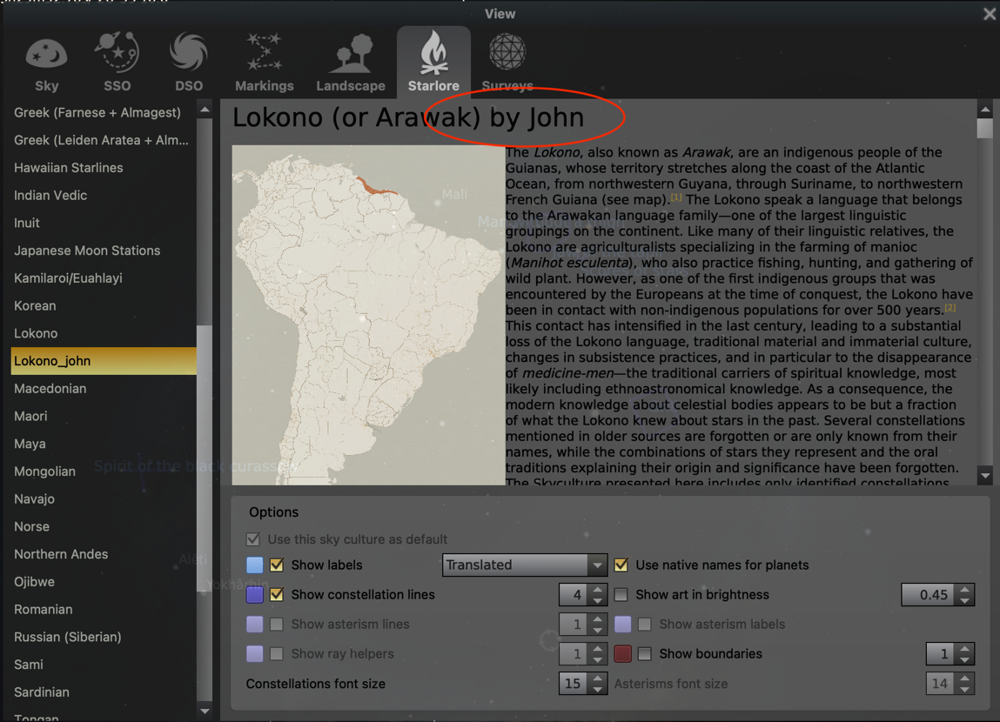 View
Sky
SSO
DSO
Markings
Landscape
Starlore
Surveys
Greek (Farnese + Almagest)
Greek (Leiden Aratea + Alm...
Hawaiian Starlines
Indian Vedic
Inuit
Japanese Moon Stations
Kamilaroi/Euahlayi
Korean
Lokono
Lokono_john
Macedonian
Maori
Maya
Mongolian
Navajo
Norse
Northern Andes
Ojibwe
Romanian
Russian (Siberian)
Sami
Sardinian
Tongan
Lokono (or Arawak) by John
The Lokono, also known as Arawak, are an indigenous people of the
Guianas, whose territory stretches along the coast of the Atlantic
Ocean, from northwestern Guyana, through Suriname, to northwestern
French Guiana (see map).[1] The Lokono speak a language that belongs
to the Arawakan language family—one of the largest linguistic
groupings on the continent. Like many of their linguistic relatives, the
Lokono are agriculturalists specializing in the farming of manioc
(Manihot esculenta), who also practice fishing, hunting, and gathering of
wild plant. However, as one of the first indigenous groups that was
encountered by the Europeans at the time of conquest, the Lokono have
been in contact with non-indigenous populations for over 500 years.[2]
This contact has intensified in the last century, leading to a substantial
loss of the Lokono language, traditional material and immaterial culture,
changes in subsistence practices, and in particular to the disappearance
of medicine-men—the traditional carriers of spiritual knowledge, most
likely including ethnoastronomical knowledge. As a consequence, the
modern knowledge about celestial bodies appears to be but a fraction
of what the Lokono knew about stars in the past. Several constellations
mentioned in older sources are forgotten or are only known from their
names, while the combinations of stars they represent and the oral
traditions explaining their origin and significance have been forgotten.
The Skyculture presented here includes only identified constellations
Mali
Spirit of the black curassow
Alêti
Yokhârhin
Options
Use this sky culture as default
Show labels
Translated
Use native names for planets
Show constellation lines
4
Show art in brightness
0.45
Show asterism lines
1
Show asterism labels
Show ray helpers
1
Show boundaries
1
Constellations font size
15
Asterisms font size
14